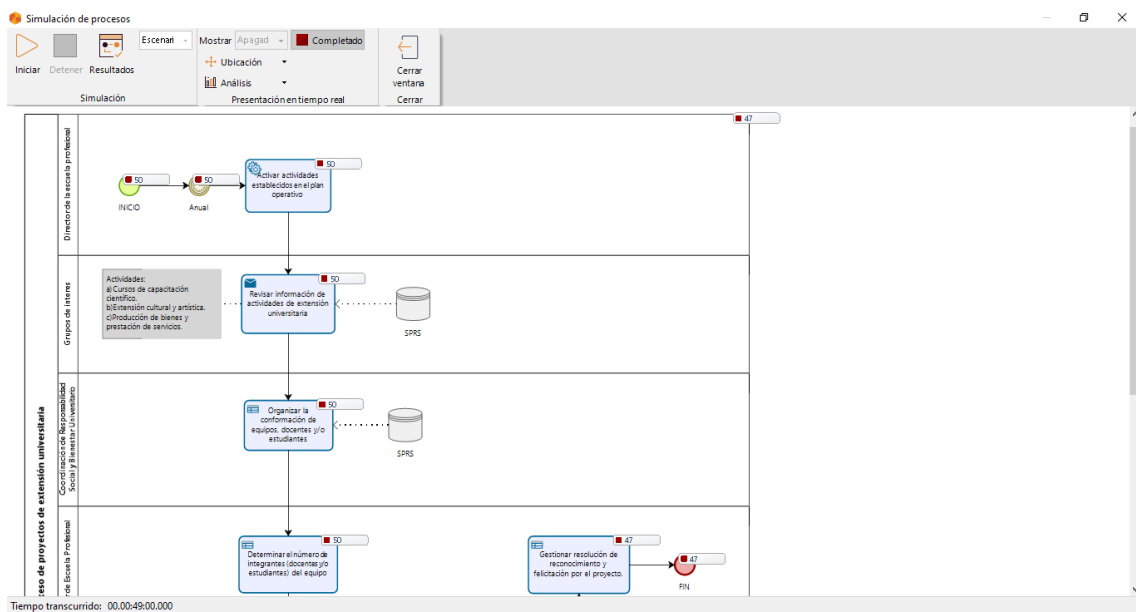 Simulación de procesos
Iniciar
Detener
Resultados
Escenari
Simulación
Mostrar
Apagad
Completado
Ubicación
Análisis
Presentación en tiempo real
Cerrar
ventana
Cerrar
47
Director de la escuela profesional
50
INICIO
50
Anual
50
Activar actividades
establecidos en el plan
operativo
Grupos de interes
Actividades:
a) Cursos de capacitación
científico.
b)Extensión cultural y artística.
c)Producción de bienes y
prestación de servicios.
50
Revisar información de
actividades de extensión
universitaria
SPRS
Coordinación de Responsabilidad
Social y Bienestar Universitario
50
Organizar la
conformación de
equipos, docentes y/o
estudiantes
SPRS
de proyectos de extensión universitaria
de Escuela Profesional
50
Determinar el número de
integrantes (docentes y/o
estudiantes) del equipo
47
Gestionar resolución de
reconocimiento y
felicitación por el proyecto.
47
FIN
Tiempo transcurrido: 00.00:49:00.000